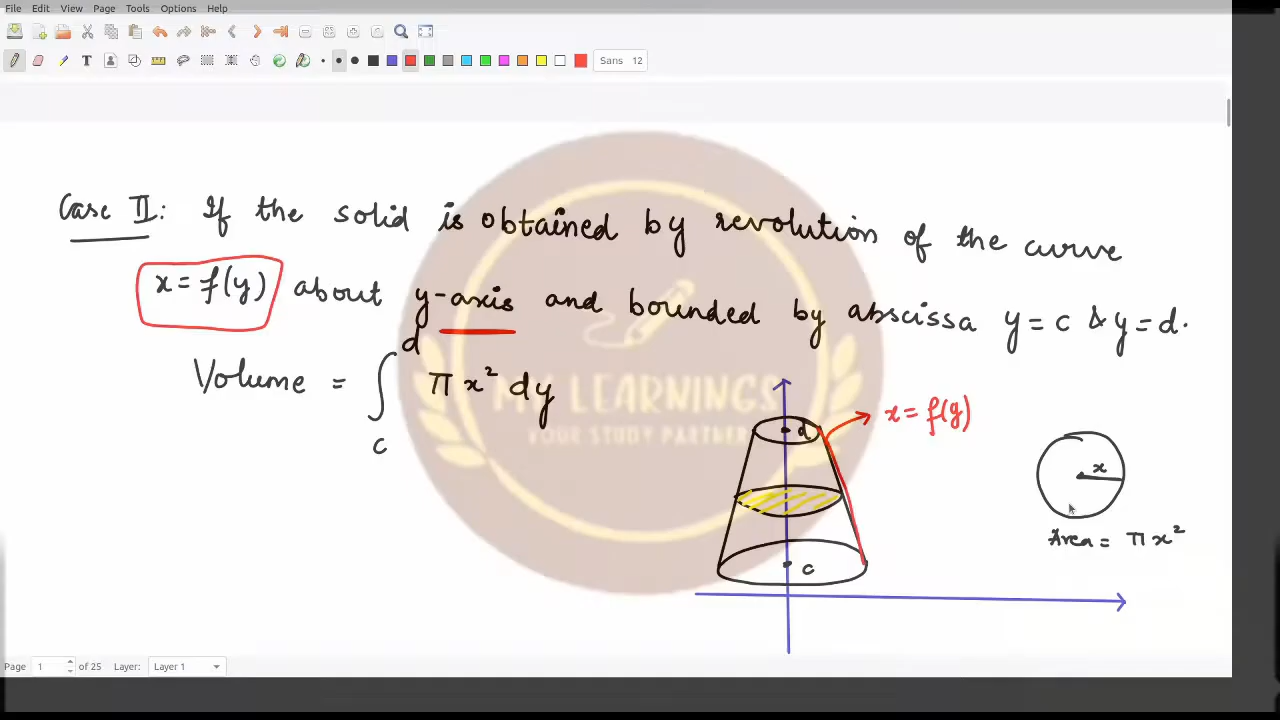 File Edit View Page Tools Options Help
T Sans 12
Case II: If the solid is obtained by revolution of the curve
x = f(y) about y-axis and bounded by abscissa y = c & y = d.
Volume = ∫ d c π x² dy
MY LEARNINGS
YOUR STUDY PARTNER
x = f(y)
d
x
c
Area = π x²
Page 1 of 25 Layer: Layer 1